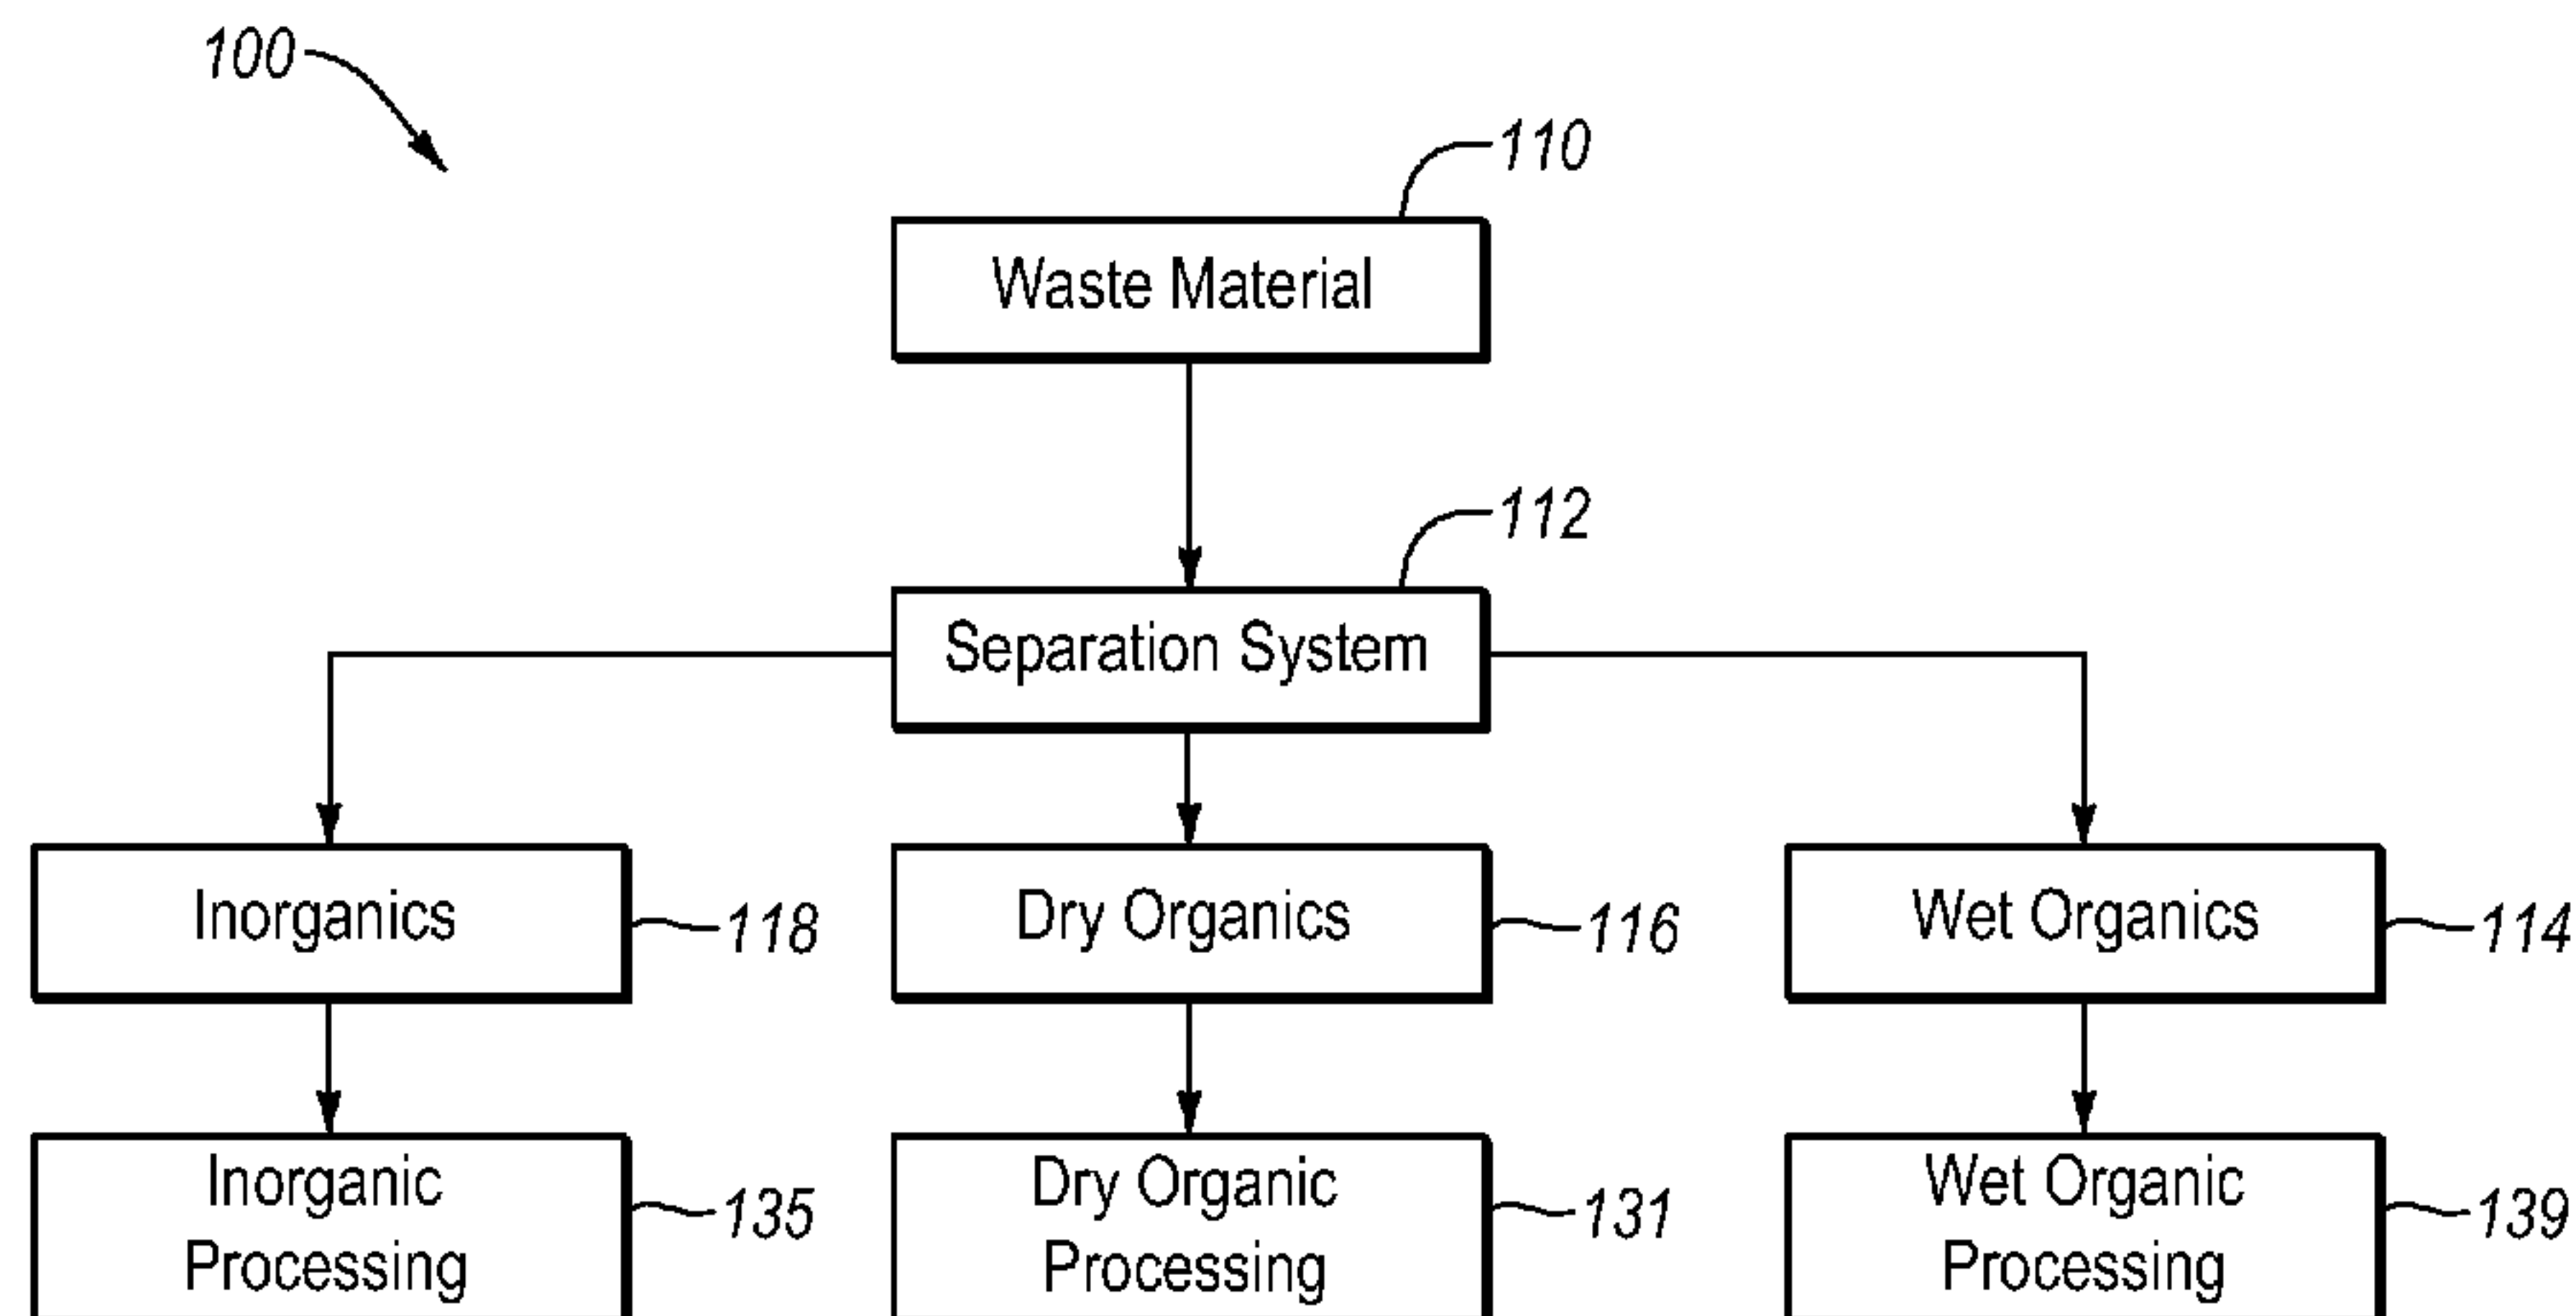 100
110
Waste Material
112
Separation System
Inorganics
118
Dry Organics
116
Wet Organics
114
Inorganic
Processing
135
Dry Organic
Processing
131
Wet Organic
Processing
139